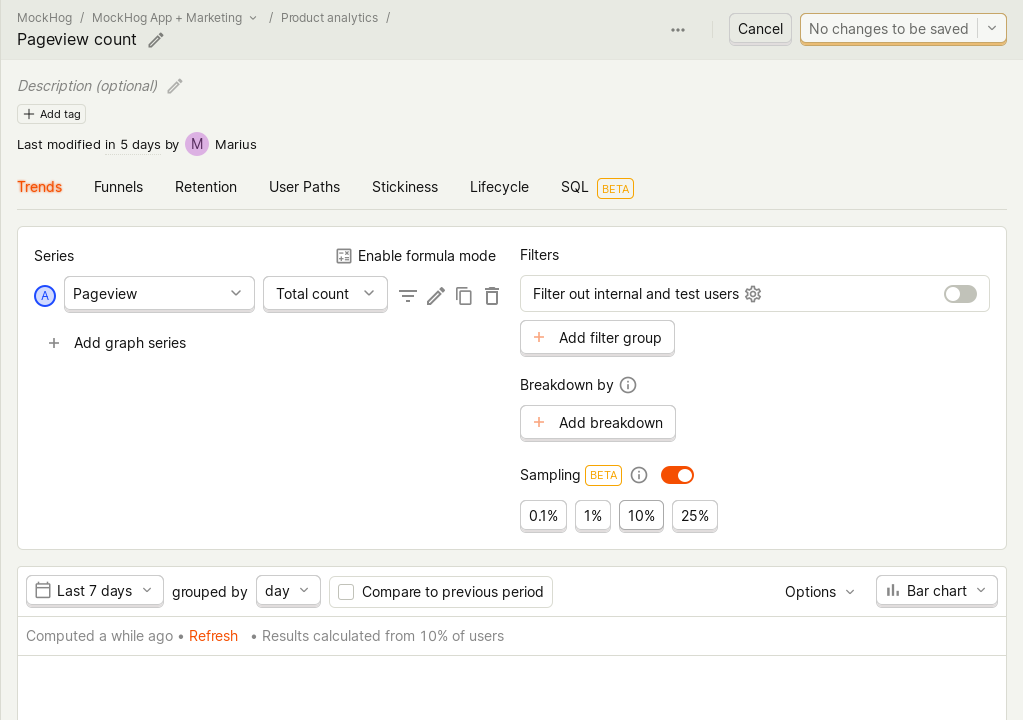 MockHog / MockHog App + Marketing / Product analytics /
Pageview count
Cancel
No changes to be saved
Description (optional)
Add tag
Last modified in 5 days by M Marius
Trends Funnels Retention User Paths Stickiness Lifecycle SQL BETA
Series
Enable formula mode
A Pageview Total count
Add graph series
Filters
Filter out internal and test users
Add filter group
Breakdown by
Add breakdown
Sampling BETA
0.1% 1% 10% 25%
Last 7 days grouped by day Compare to previous period Options Bar chart
Computed a while ago • Refresh • Results calculated from 10% of users